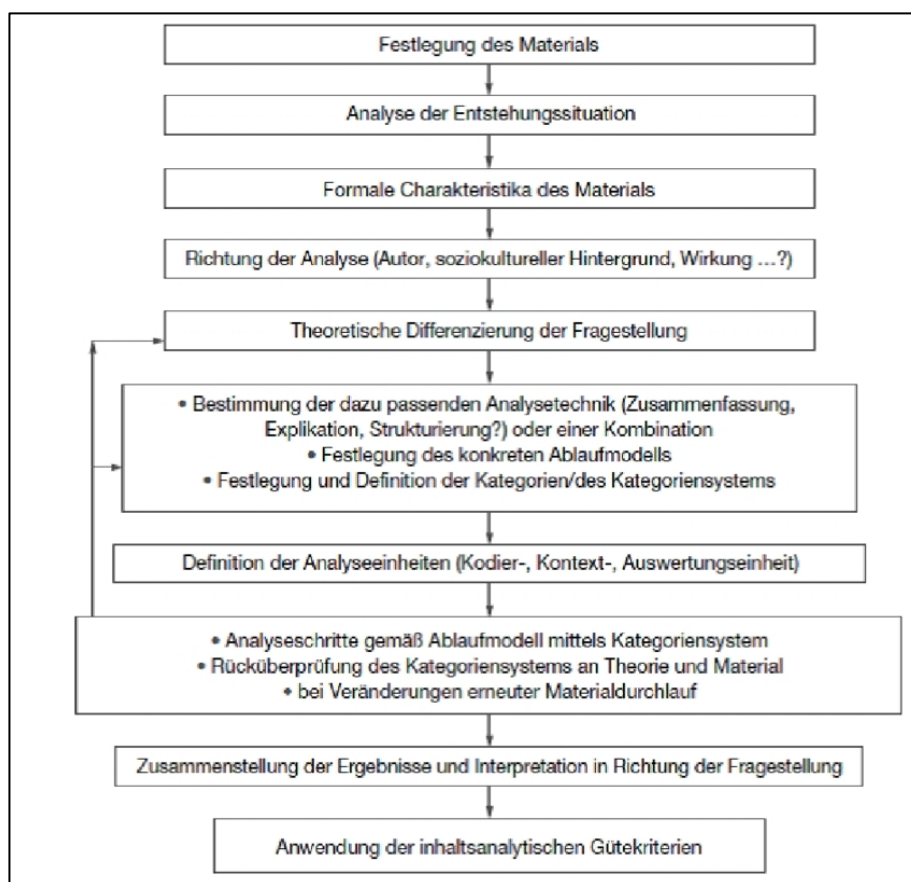 Festlegung des Materials
Analyse der Entstehungssituation
Formale Charakteristika des Materials
Richtung der Analyse (Autor, soziokultureller Hintergrund, Wirkung …?)
Theoretische Differenzierung der Fragestellung
• Bestimmung der dazu passenden Analysetechnik (Zusammenfassung,
Explikation, Strukturierung?) oder einer Kombination
• Festlegung des konkreten Ablaufmodells
• Festlegung und Definition der Kategorien/des Kategoriensystems
Definition der Analyseeinheiten (Kodier-, Kontext-, Auswertungseinheit)
• Analyseschritte gemäß Ablaufmodell mittels Kategoriensystem
• Rücküberprüfung des Kategoriensystems an Theorie und Material
• bei Veränderungen erneuter Materialdurchlauf
Zusammenstellung der Ergebnisse und Interpretation in Richtung der Fragestellung
Anwendung der inhaltsanalytischen Gütekriterien